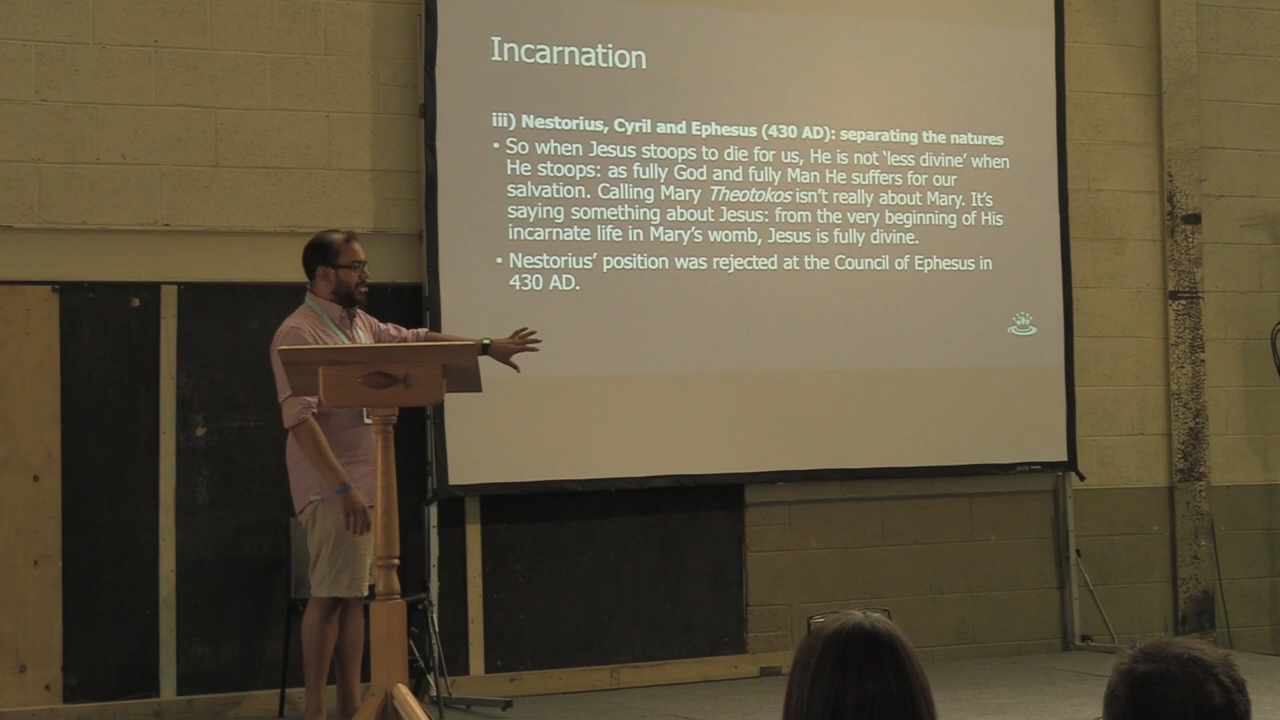 Incarnation
iii) Nestorius, Cyril and Ephesus (430 AD): separating the natures
• So when Jesus stoops to die for us, He is not ‘less divine’ when
He stoops: as fully God and fully Man He suffers for our
salvation. Calling Mary Theotokos isn’t really about Mary. It’s
saying something about Jesus: from the very beginning of His
incarnate life in Mary’s womb, Jesus is fully divine.
• Nestorius’ position was rejected at the Council of Ephesus in
430 AD.